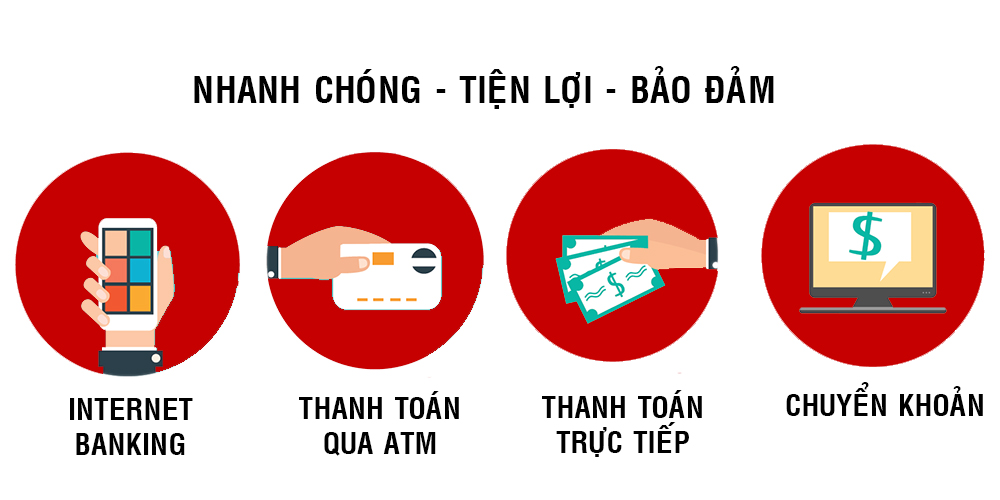 NHANH CHÓNG - TIỆN LỢI - BẢO ĐẢM
INTERNET
BANKING
THANH TOÁN
QUA ATM
THANH TOÁN
TRỰC TIẾP
CHUYỂN KHOẢN